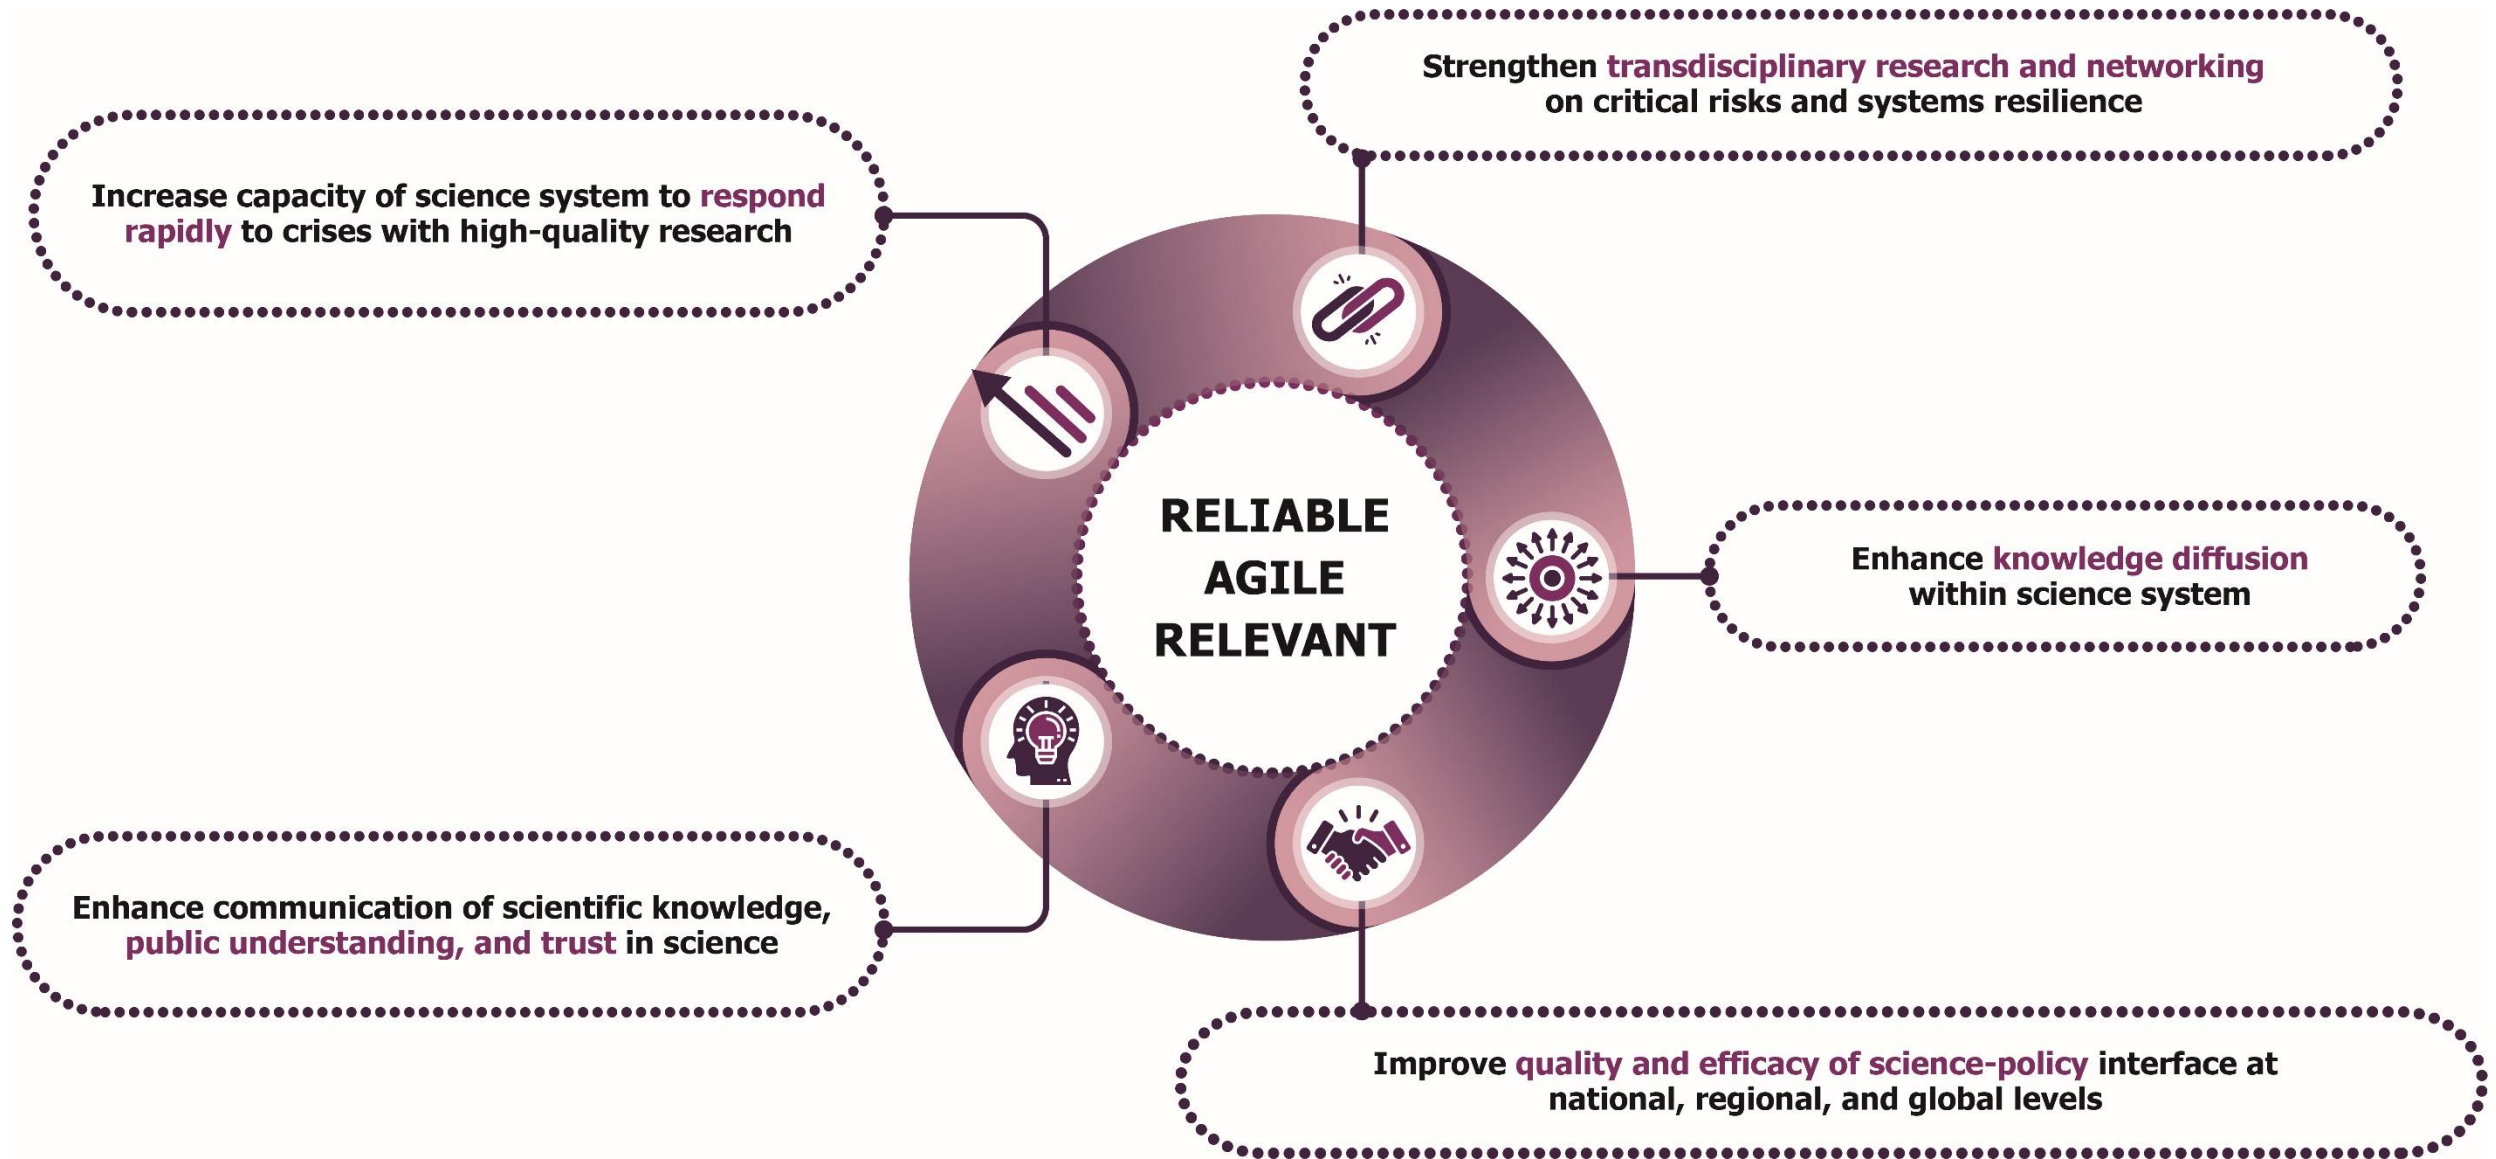 Strengthen transdisciplinary research and networking
on critical risks and systems resilience
Increase capacity of science system to respond
rapidly to crises with high-quality research
RELIABLE
AGILE
RELEVANT
Enhance knowledge diffusion
within science system
Enhance communication of scientific knowledge,
public understanding, and trust in science
Improve quality and efficacy of science-policy interface at
national, regional, and global levels